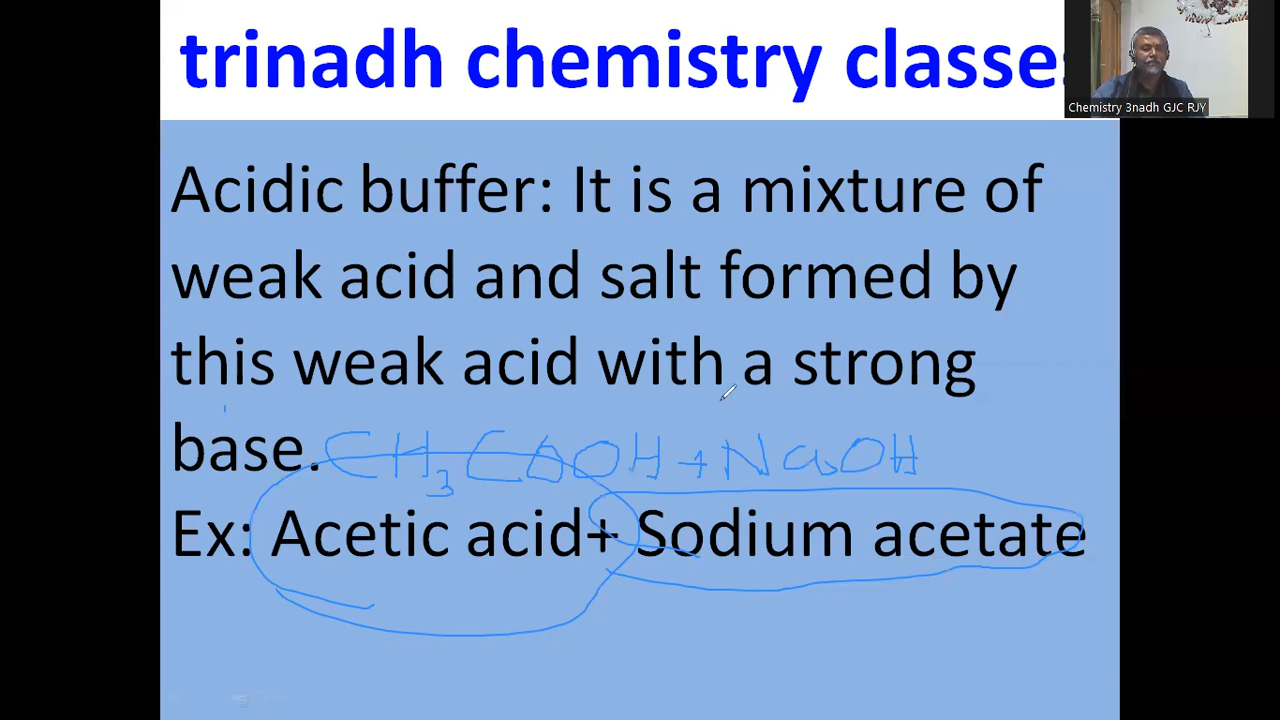 trinadh chemistry classes
Chemistry 3nadh GJC RJY
Acidic buffer: It is a mixture of
weak acid and salt formed by
this weak acid with a strong
base. CH3COOH+NaOH
Ex: Acetic acid+ Sodium acetate